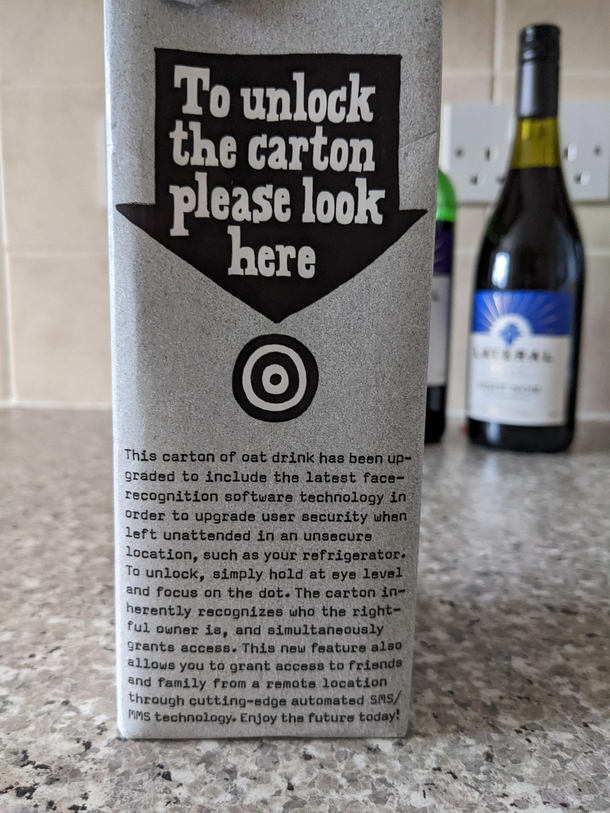 To unlock
the carton
please look
here
This carton of oat drink has been up-
graded to include the latest face-
recognition software technology in
order to upgrade user security when
left unattended in an unsecure
location, such as your refrigerator.
To unlock, simply hold at eye level
and focus on the dot. The carton in-
herently recognizes who the right-
ful owner is, and simultaneously
grants access. This new feature also
allows you to grant access to friends
and family from a remote location
through cutting-edge automated SMS/
MMS technology. Enjoy the future today!
LATERAL
PINOT NOIR